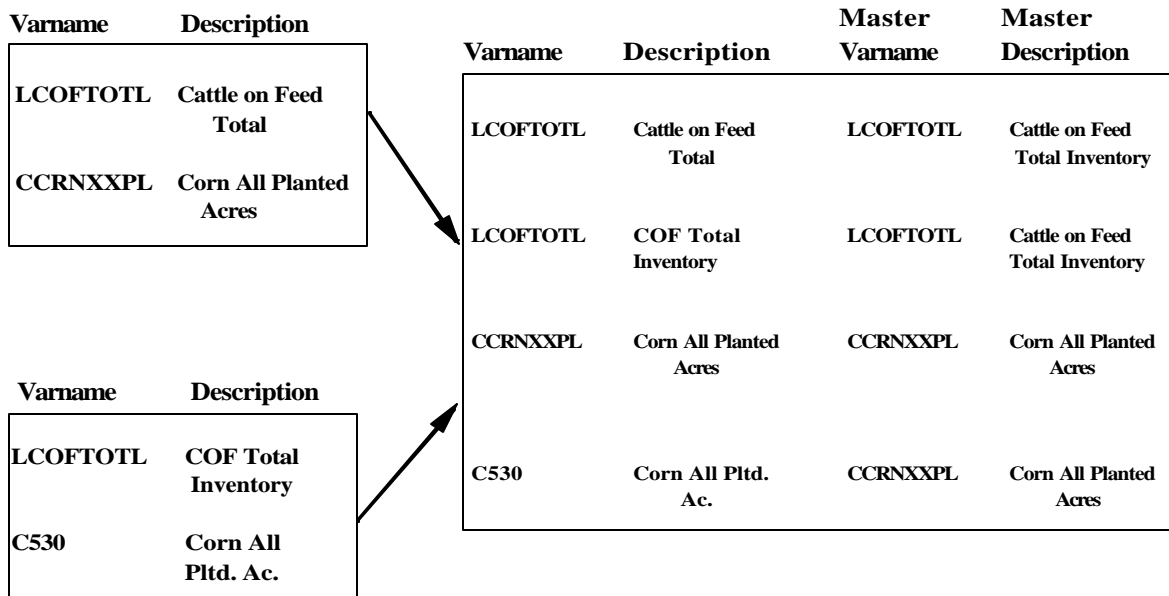 Varname Description
LCOFTOTL Cattle on Feed
Total
CCRNXXPL Corn All Planted
Acres
Varname Description
LCOFTOTL COF Total
Inventory
C530 Corn All
Pltd. Ac.
Master Master
Varname Description Varname Description
LCOFTOTL Cattle on Feed LCOFTOTL Cattle on Feed
Total Total Inventory
LCOFTOTL COF Total LCOFTOTL Cattle on Feed
Inventory Total Inventory
CCRNXXPL Corn All Planted CCRNXXPL Corn All Planted
Acres Acres
C530 Corn All Pltd. CCRNXXPL Corn All Planted
Ac. Acres